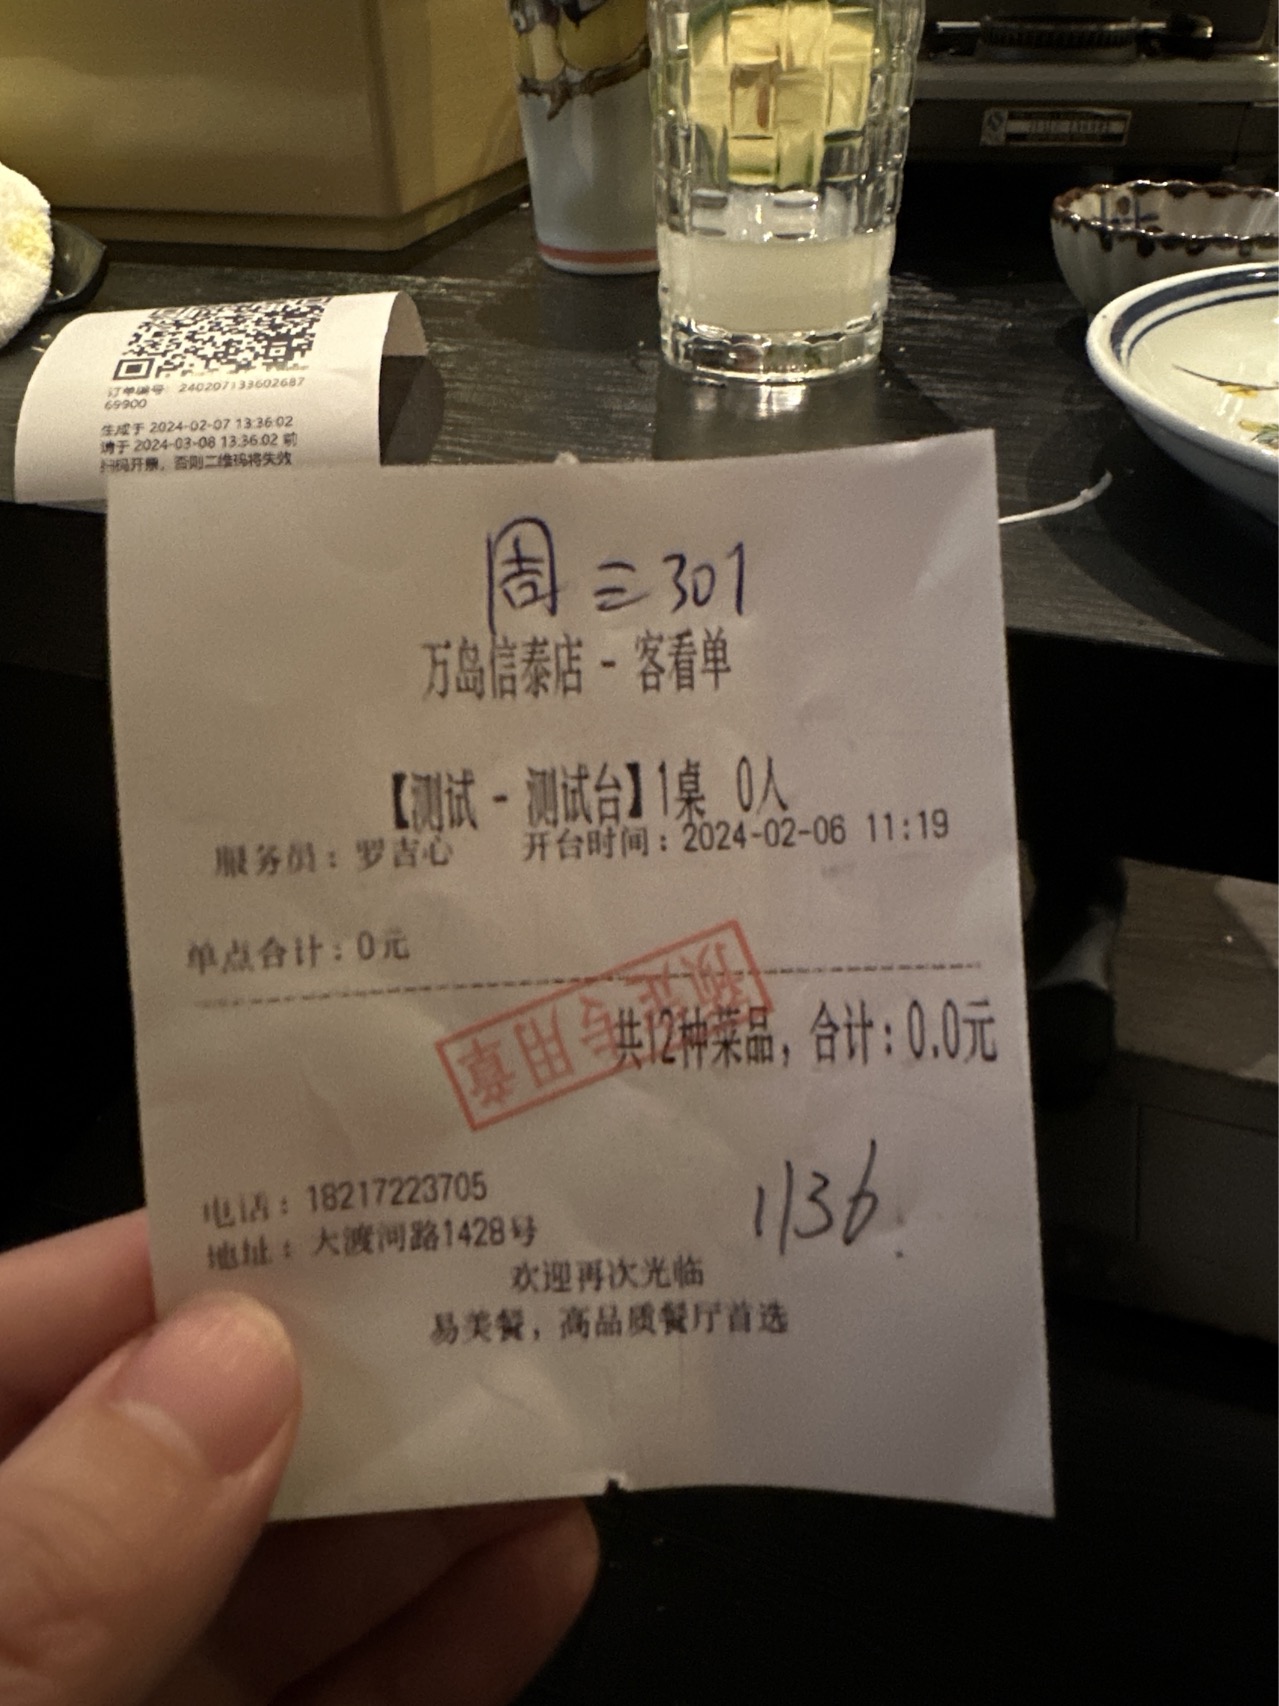 订单编号: 240207133602687
69900
生成于 2024-02-07 13:36:02
请于 2024-03-08 13:36:02 前
扫码开票，否则二维码将失效
周三301
万岛信泰店 - 客看单
【测试 - 测试台】1桌 0人
服务员：罗吉心 开台时间：2024-02-06 11:19
单点合计：0元
预定专用章
共12种菜品，合计：0.0元
电话：18217223705
1136.
地址：大渡河路1428号
欢迎再次光临
易美餐，高品质餐厅首选